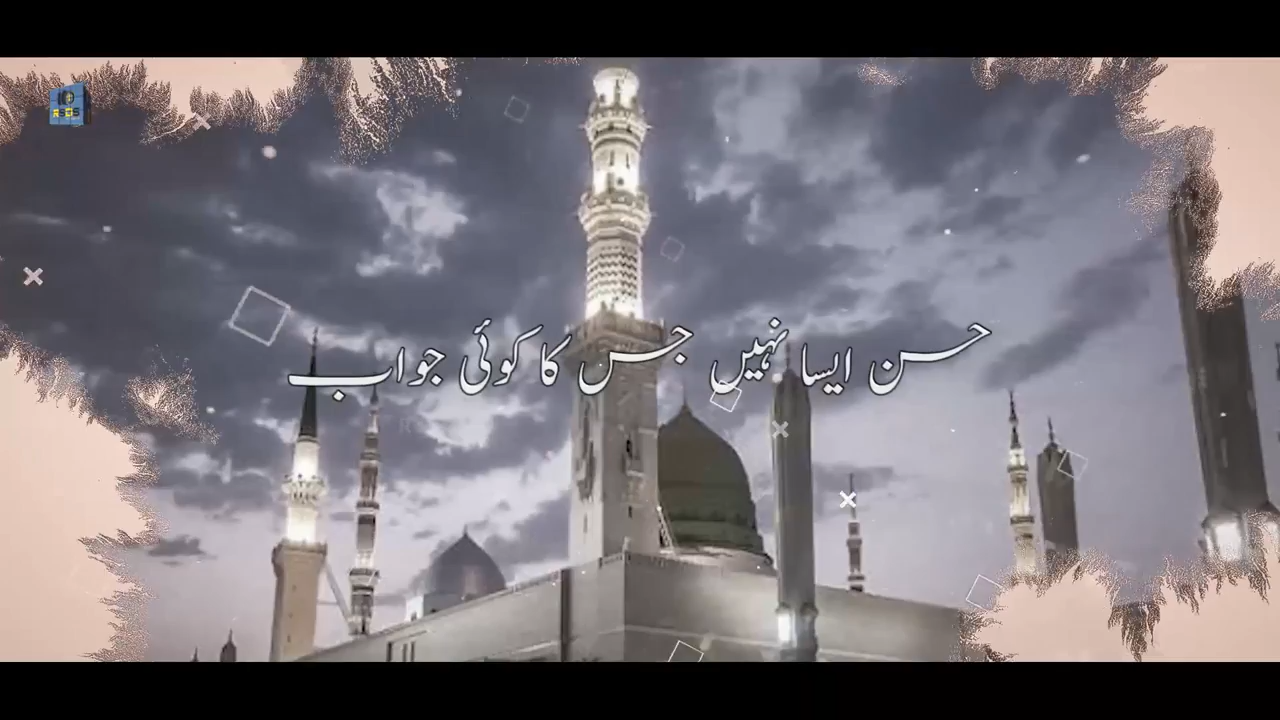 حسن ایسا نہیں جس کا کوئی جواب